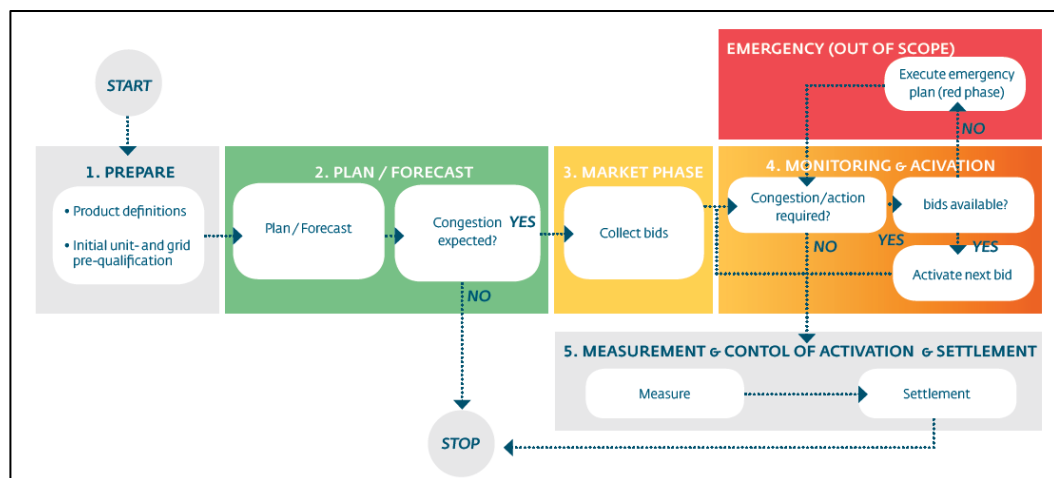 EMERGENCY (OUT OF SCOPE)
Execute emergency
plan (red phase)
NO
START
1. PREPARE
• Product definitions
• Initial unit- and grid
pre-qualification
2. PLAN / FORECAST
Plan / Forecast
Congestion
expected?
YES
NO
3. MARKET PHASE
Collect bids
4. MONITORING & ACIVATION
Congestion/action
required?
YES
NO
bids available?
YES
Activate next bid
5. MEASUREMENT & CONTOL OF ACTIVATION & SETTLEMENT
Measure
Settlement
STOP